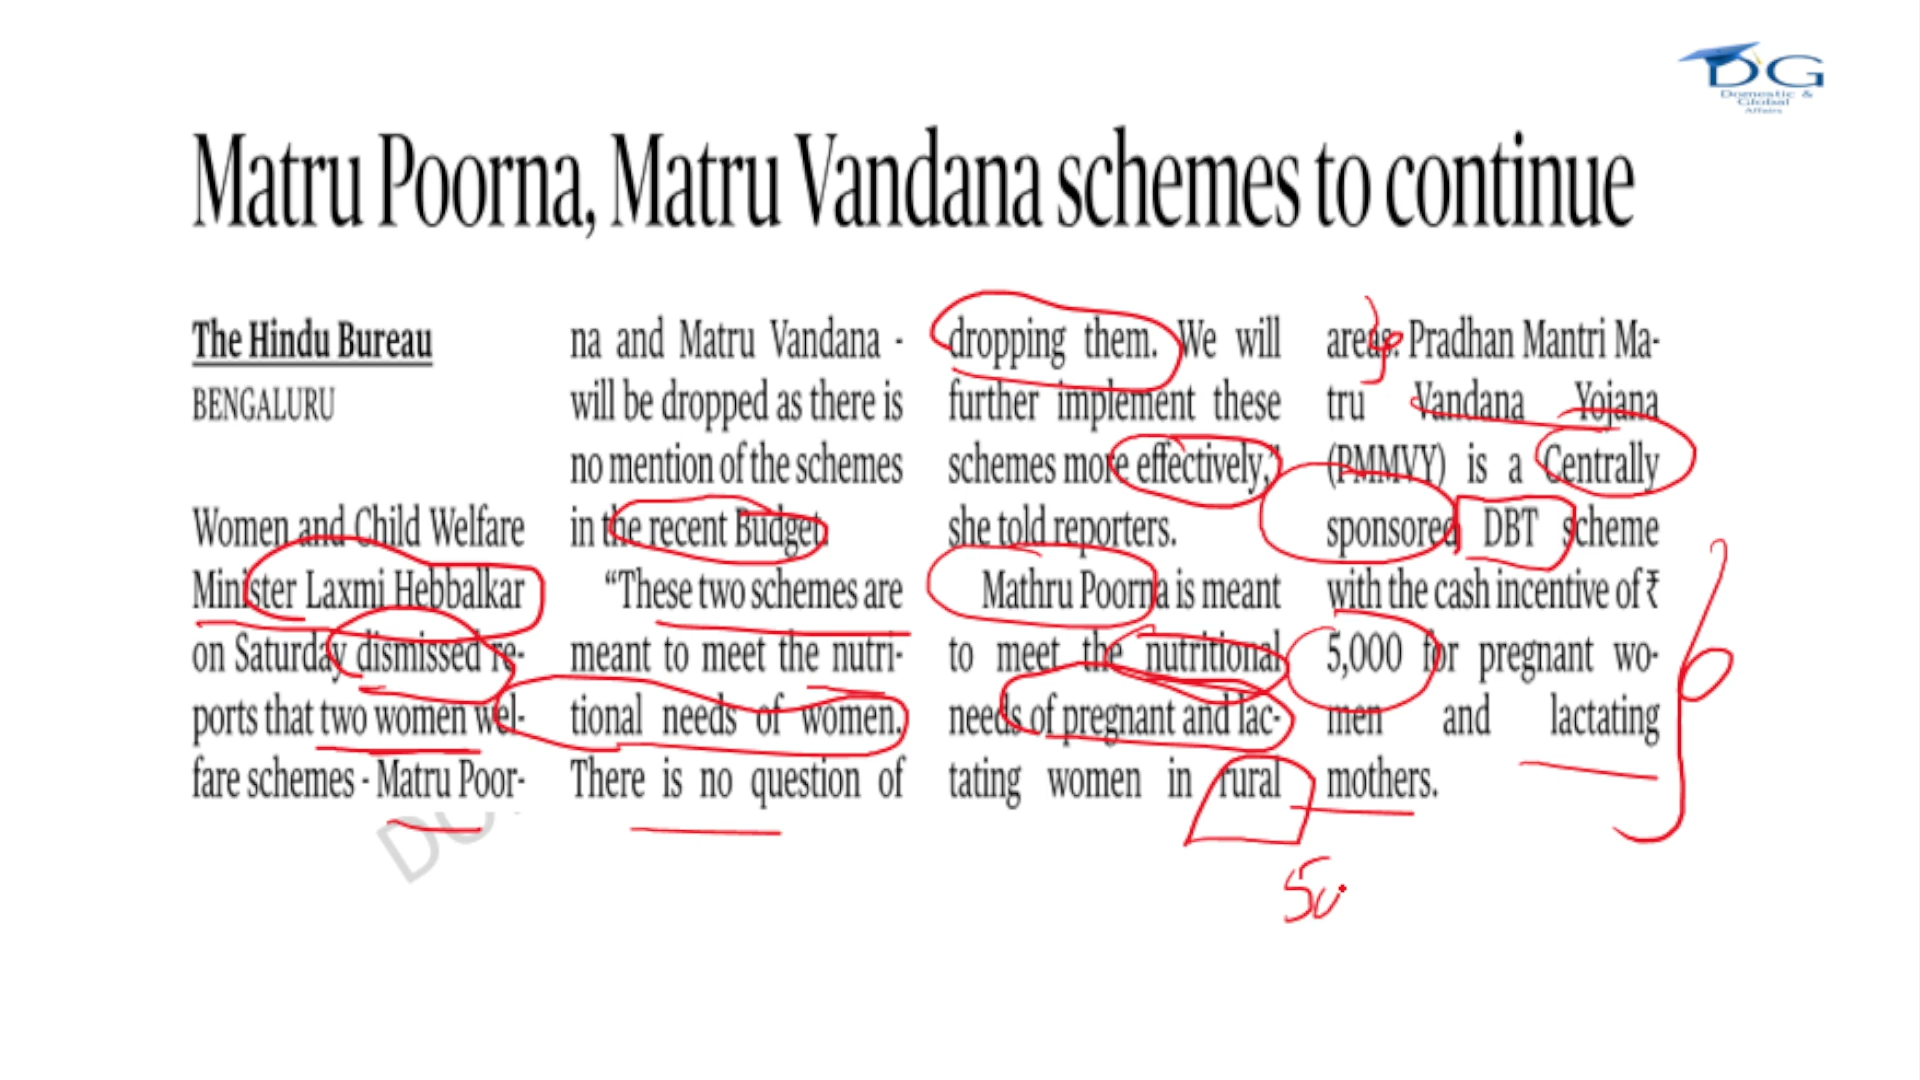 DG
Domestic &
Global
Affairs
Matru Poorna, Matru Vandana schemes to continue
The Hindu Bureau
BENGALURU
Women and Child Welfare
Minister Laxmi Hebbalkar
on Saturday dismissed re-
ports that two women wel-
fare schemes - Matru Poor-
na and Matru Vandana -
will be dropped as there is
no mention of the schemes
in the recent Budget.
“These two schemes are
meant to meet the nutri-
tional needs of women.
There is no question of
dropping them. We will
further implement these
schemes more effectively,”
she told reporters.
Mathru Poorna is meant
to meet the nutritional
needs of pregnant and lac-
tating women in rural
areas. Pradhan Mantri Ma-
tru Vandana Yojana
(PMMVY) is a Centrally
sponsored DBT scheme
with the cash incentive of ₹
5,000 for pregnant wo-
men and lactating
mothers.